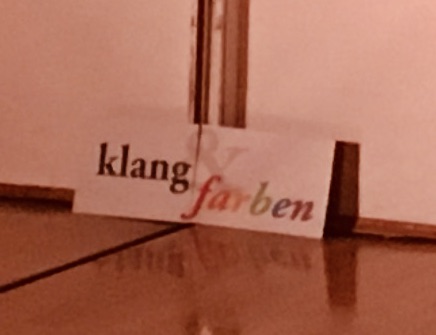 klang
&
farben